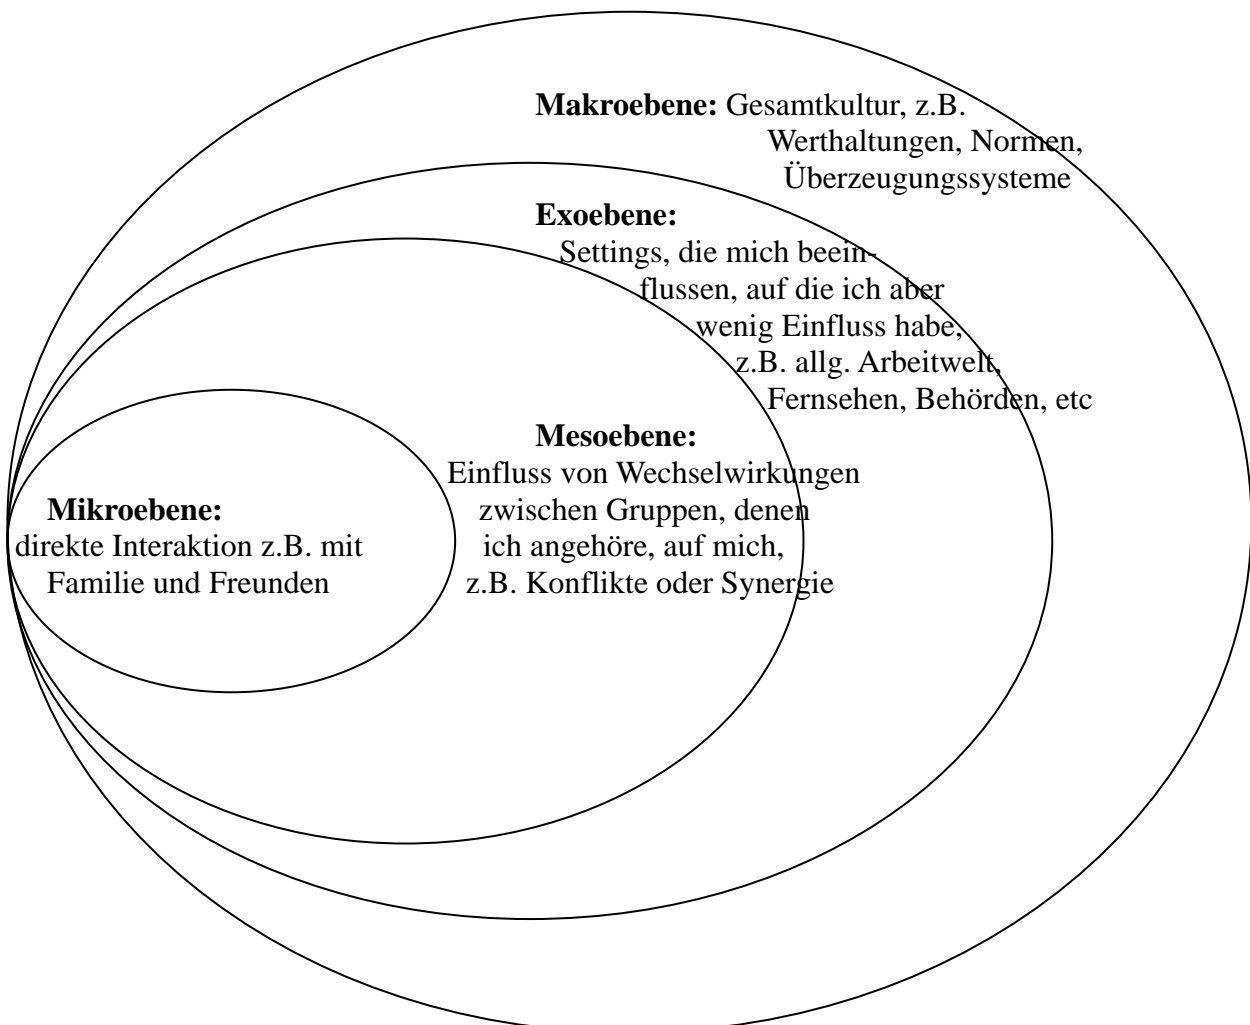 Makroebene: Gesamtkultur, z.B.
Werthaltungen, Normen,
Überzeugungssysteme
Exoebene:
Settings, die mich beein-
flussen, auf die ich aber
wenig Einfluss habe,
z.B. allg. Arbeitwelt,
Fernsehen, Behörden, etc
Mesoebene:
Einfluss von Wechselwirkungen
zwischen Gruppen, denen
ich angehöre, auf mich,
z.B. Konflikte oder Synergie
Mikroebene:
direkte Interaktion z.B. mit
Familie und Freunden